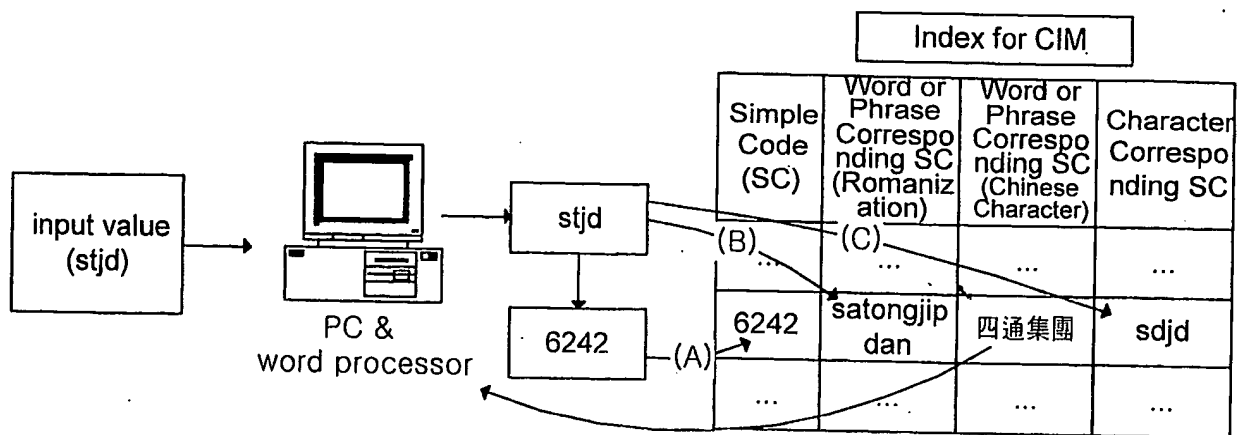 Index for CIM
Simple
Code
(SC)
Word or
Phrase
Correspo
nding SC
(Romaniz
ation)
Word or
Phrase
Correspo
nding SC
(Chinese
Character)
Character
Correspo
nding SC
input value
(stjd)
PC &
word processor
stjd
6242
(A)
(B)
(C)
... ... ... ...
6242
satongjip
dan
四通集團
sdjd
... ... ... ...